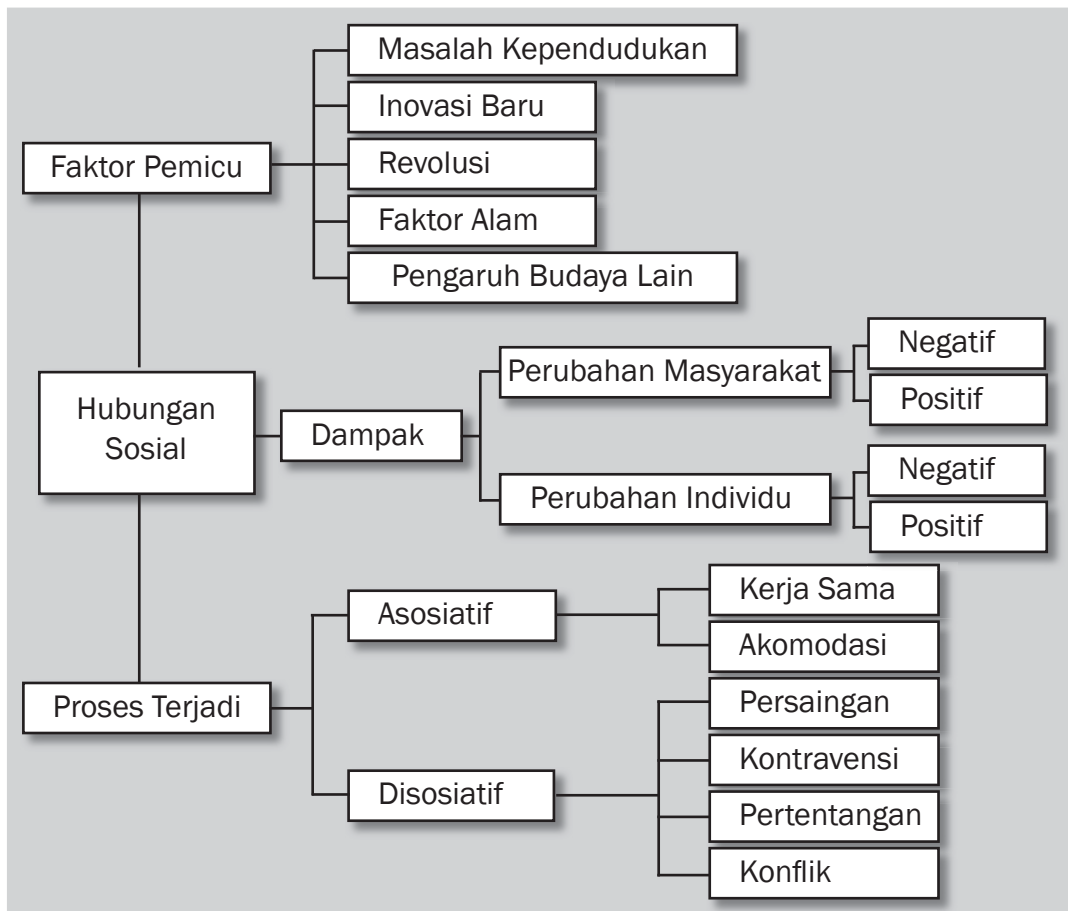 Masalah Kependudukan
Inovasi Baru
Faktor Pemicu
Revolusi
Faktor Alam
Pengaruh Budaya Lain
Hubungan
Sosial
Dampak
Perubahan Masyarakat
Negatif
Positif
Perubahan Individu
Negatif
Positif
Proses Terjadi
Asosiatif
Kerja Sama
Akomodasi
Disosiatif
Persaingan
Kontravensi
Pertentangan
Konflik